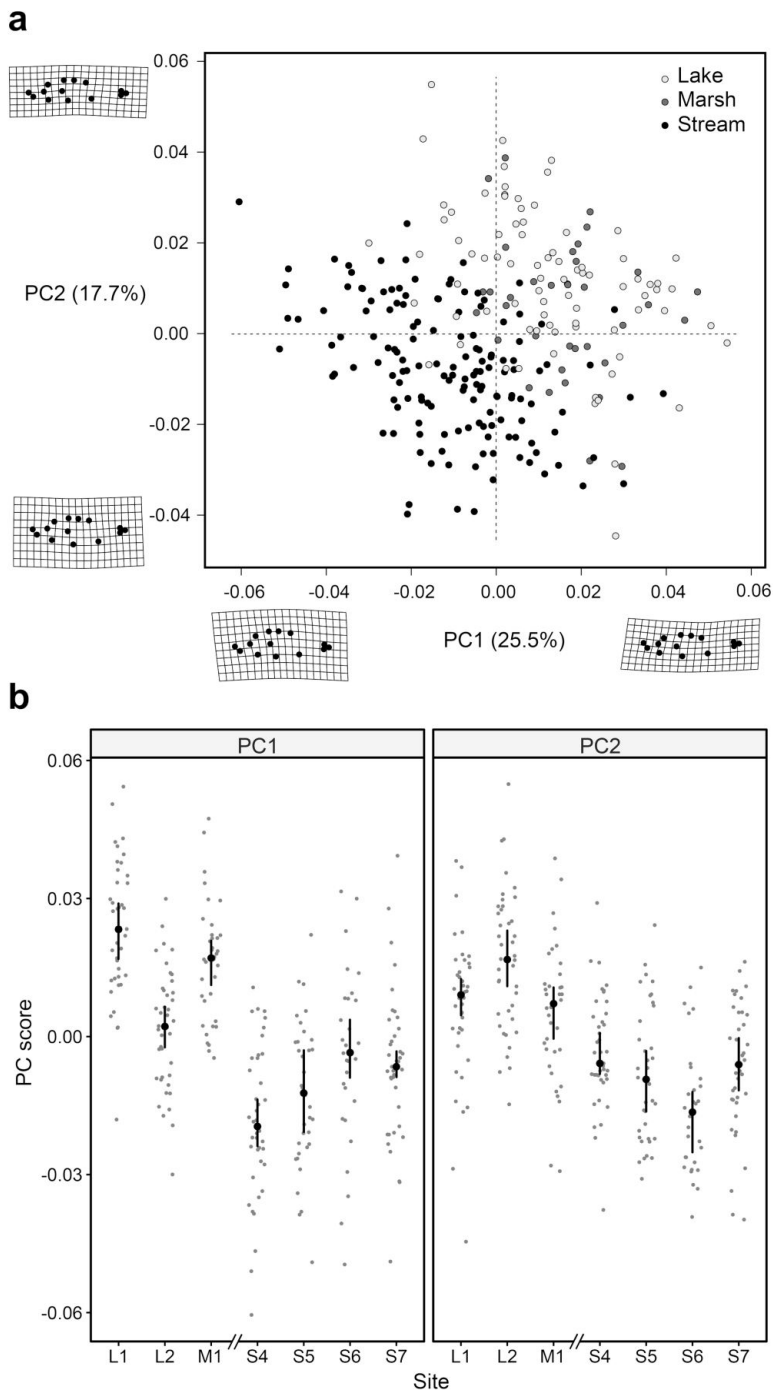 a
0.06
0.04
0.02
0.00
-0.02
-0.04
PC2 (17.7%)
Lake
Marsh
Stream
-0.06 -0.04 -0.02 0.00 0.02 0.04 0.06
PC1 (25.5%)
b
PC1 PC2
0.06
0.03
0.00
-0.03
-0.06
PC score
L1 L2 M1 S4 S5 S6 S7 L1 L2 M1 S4 S5 S6 S7
Site